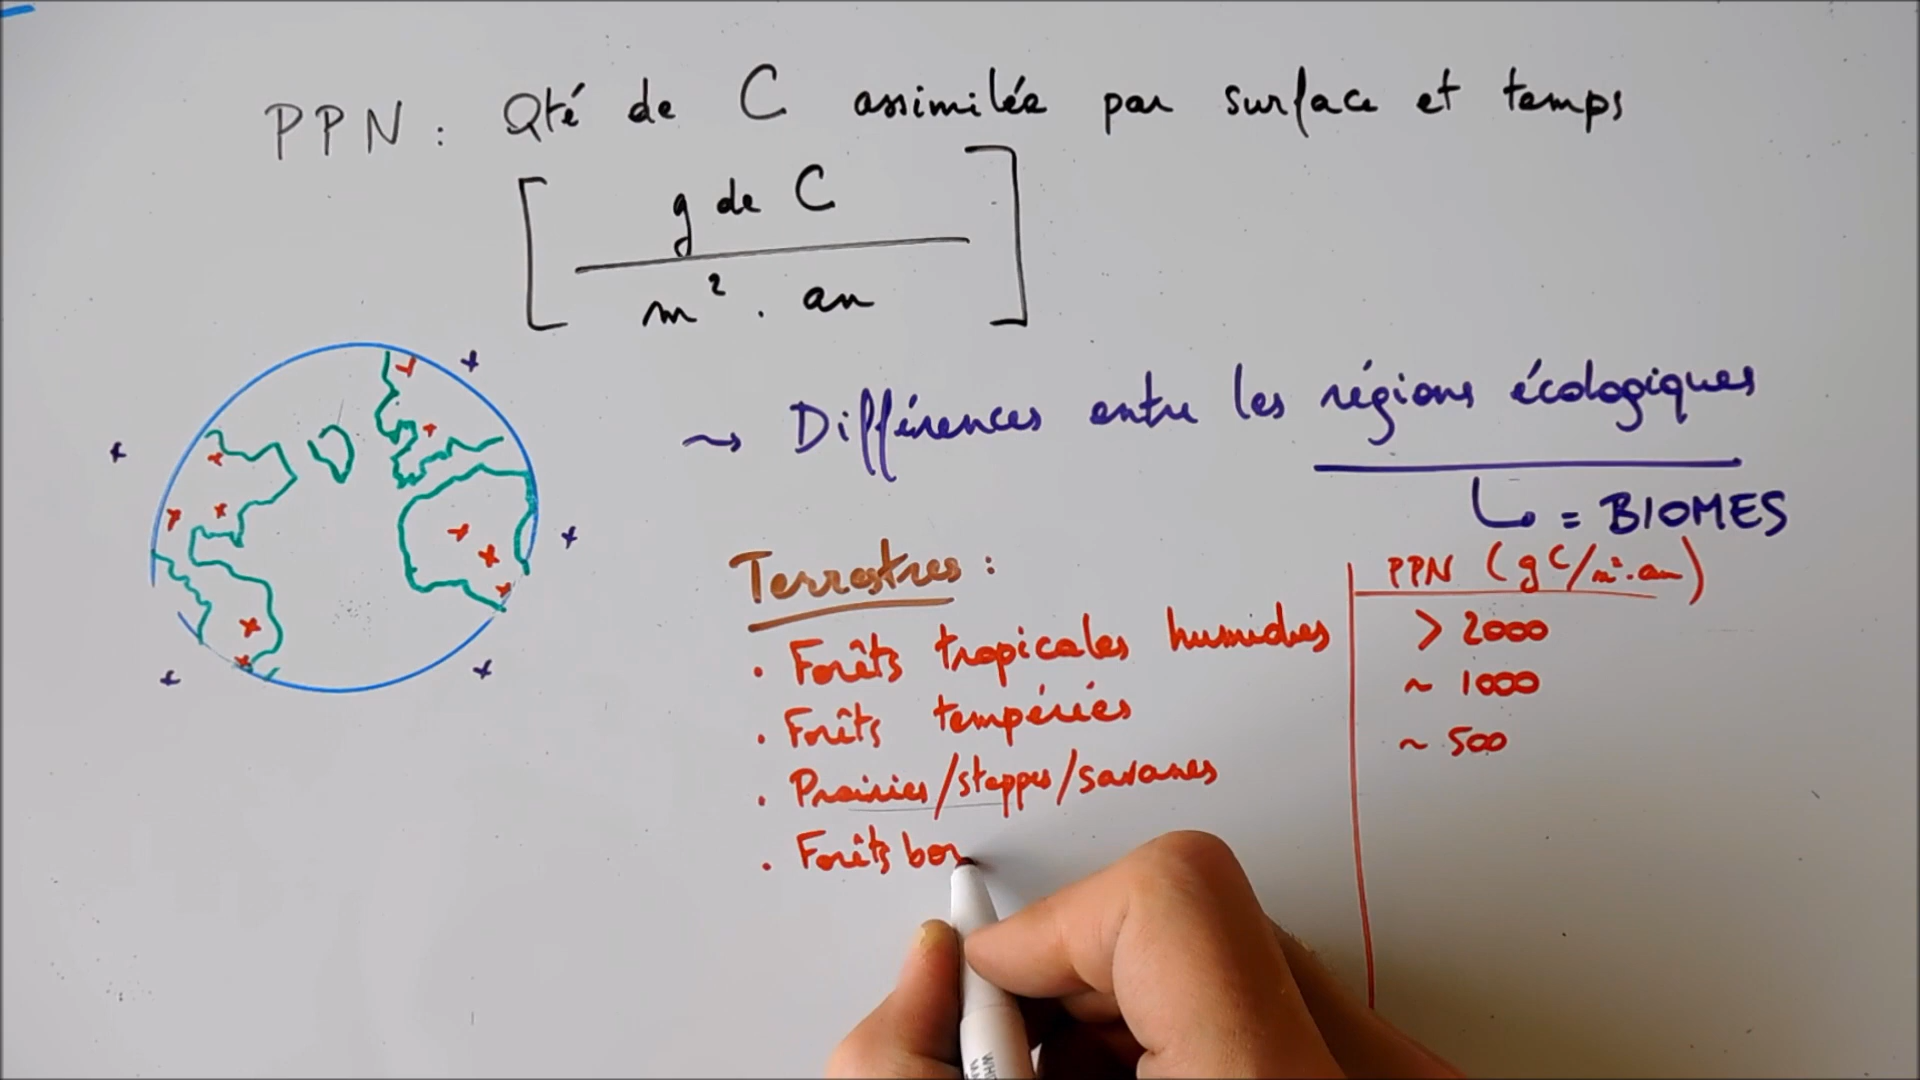 PPN : Qté de C assimilée par surface et temps
g de C
m² . an
~> Différences entre les régions écologiques
= BIOMES
Terrestres :
PPN (gC/m².an)
. Forêts tropicales humides > 2000
. Forêts tempérées ~ 1000
. Prairies/steppes/savanes ~ 500
. Forêts bor